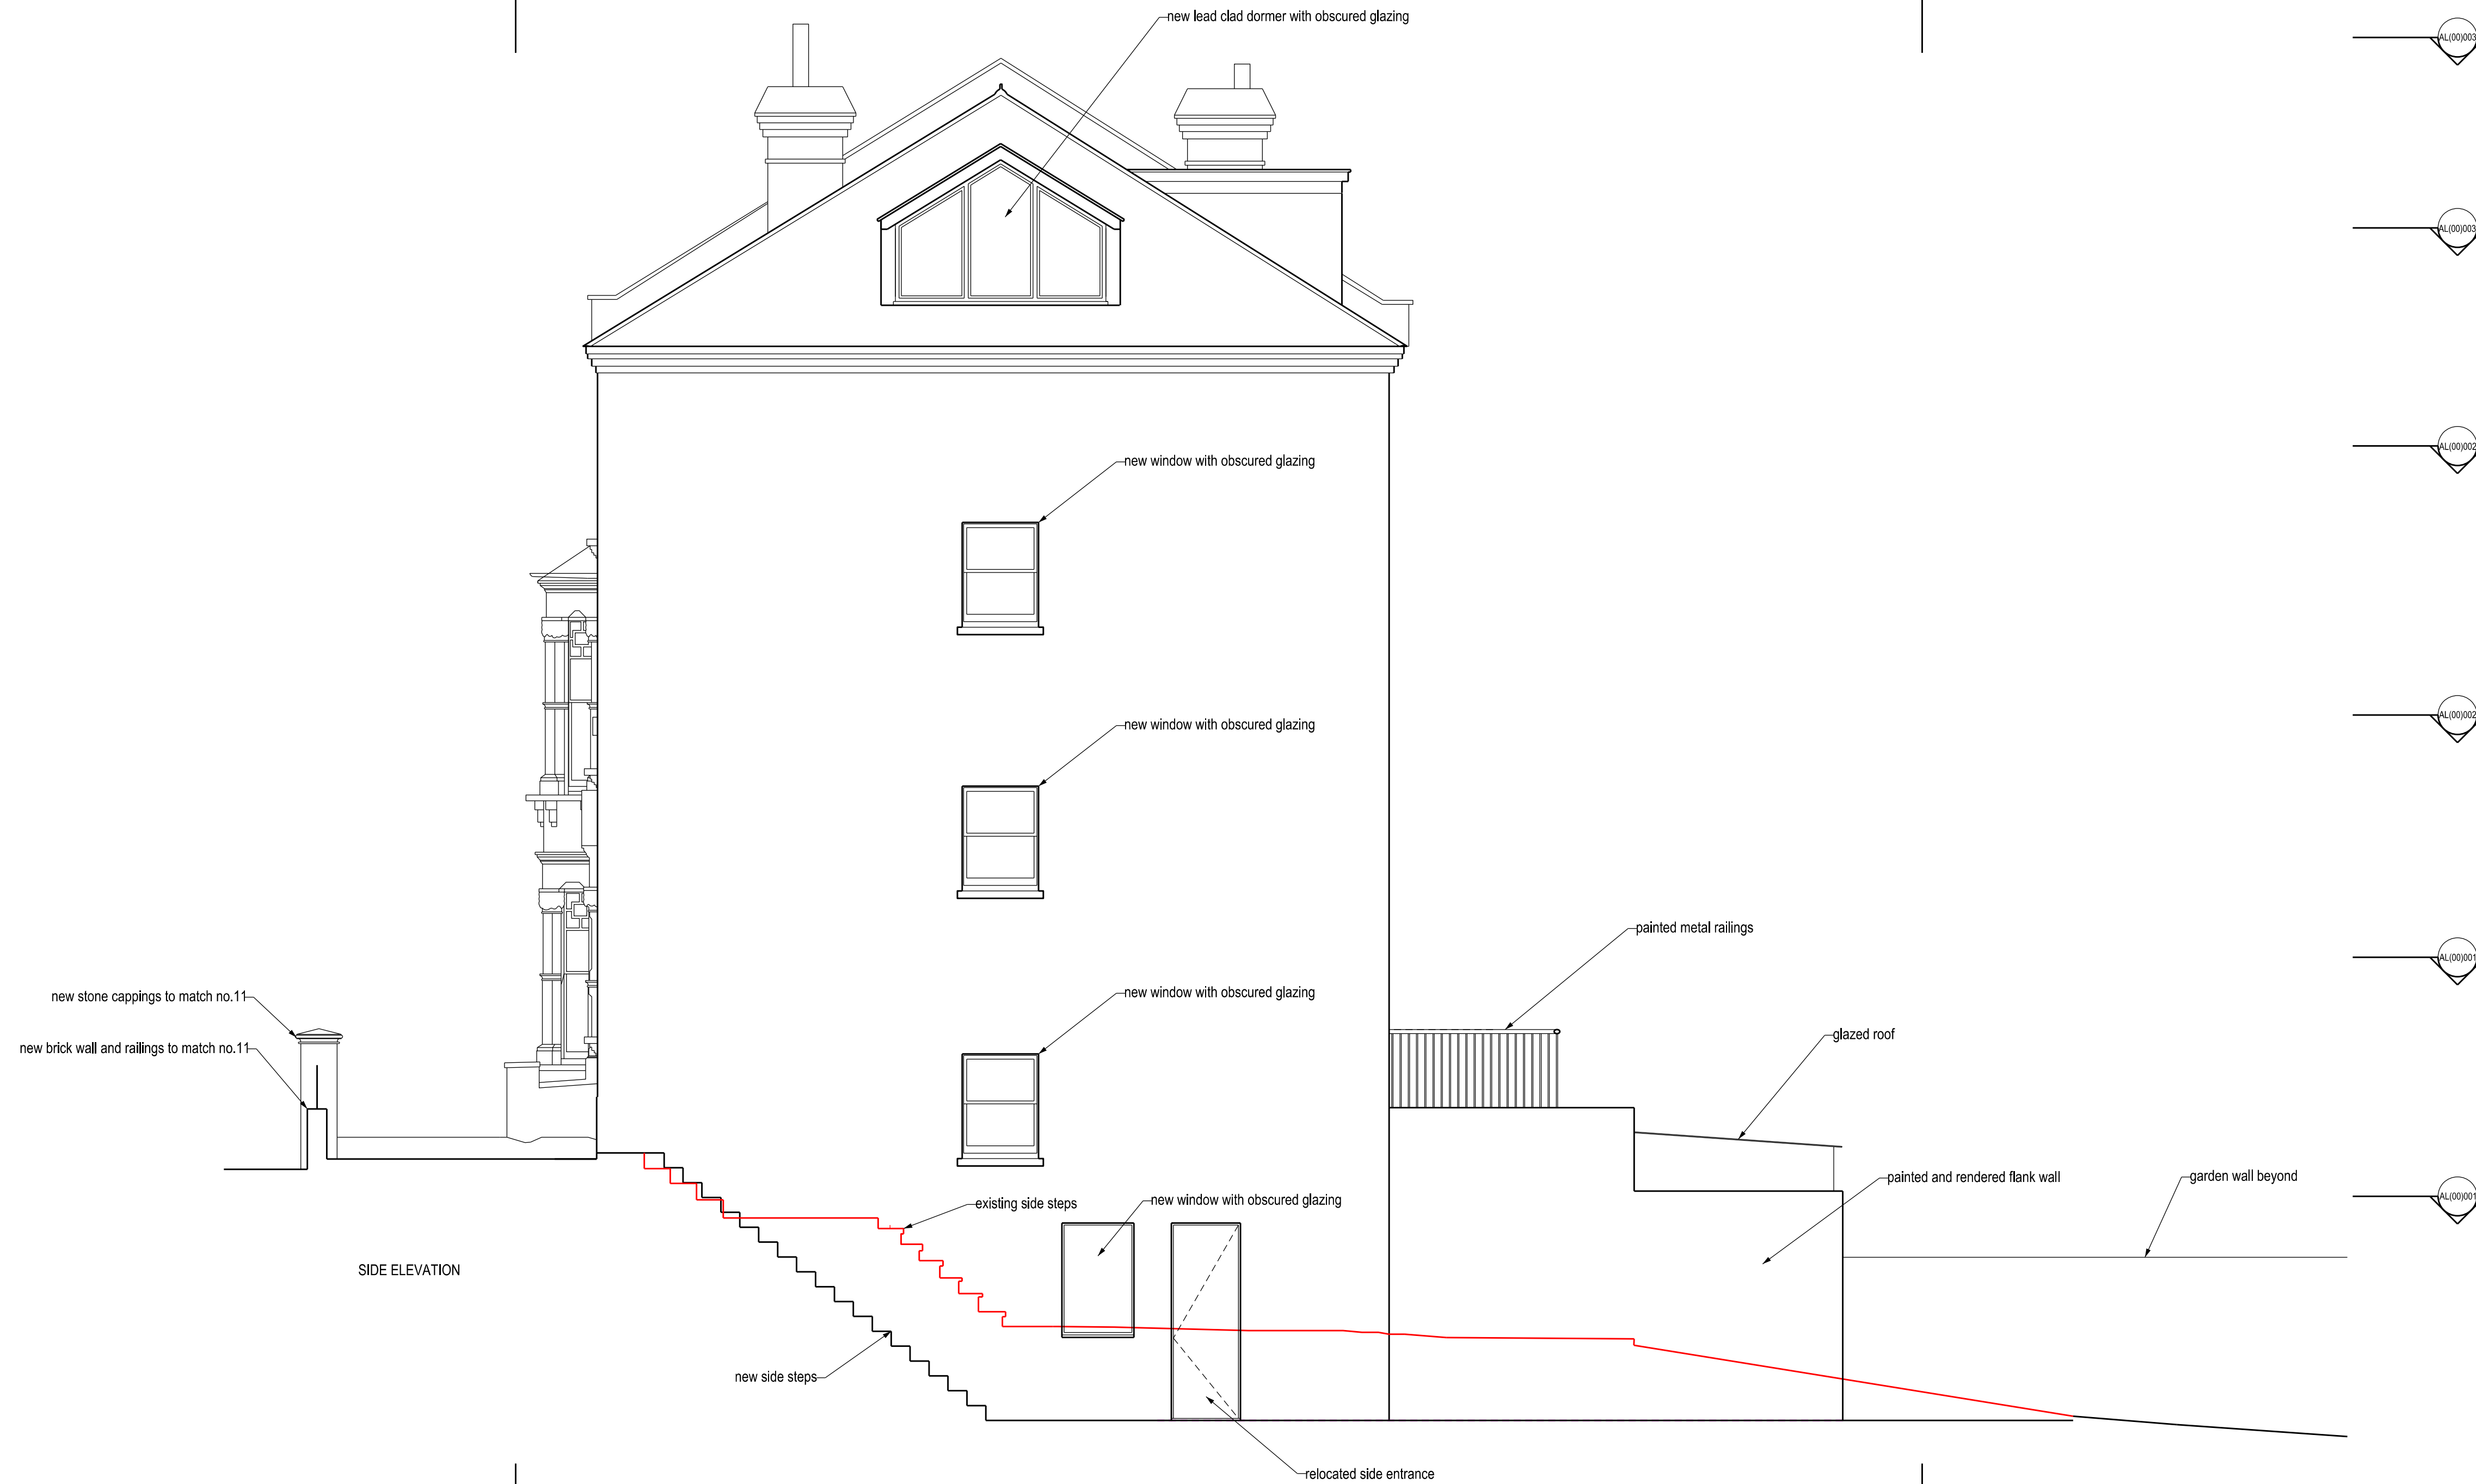 new lead clad dormer with obscured glazing
AL(00)003
AL(00)003
AL(00)002
new window with obscured glazing
AL(00)002
new window with obscured glazing
painted metal railings
AL(00)001
new stone cappings to match no.11
new window with obscured glazing
glazed roof
new brick wall and railings to match no.11
painted and rendered flank wall
garden wall beyond
AL(00)001
existing side steps
new window with obscured glazing
SIDE ELEVATION
new side steps
relocated side entrance